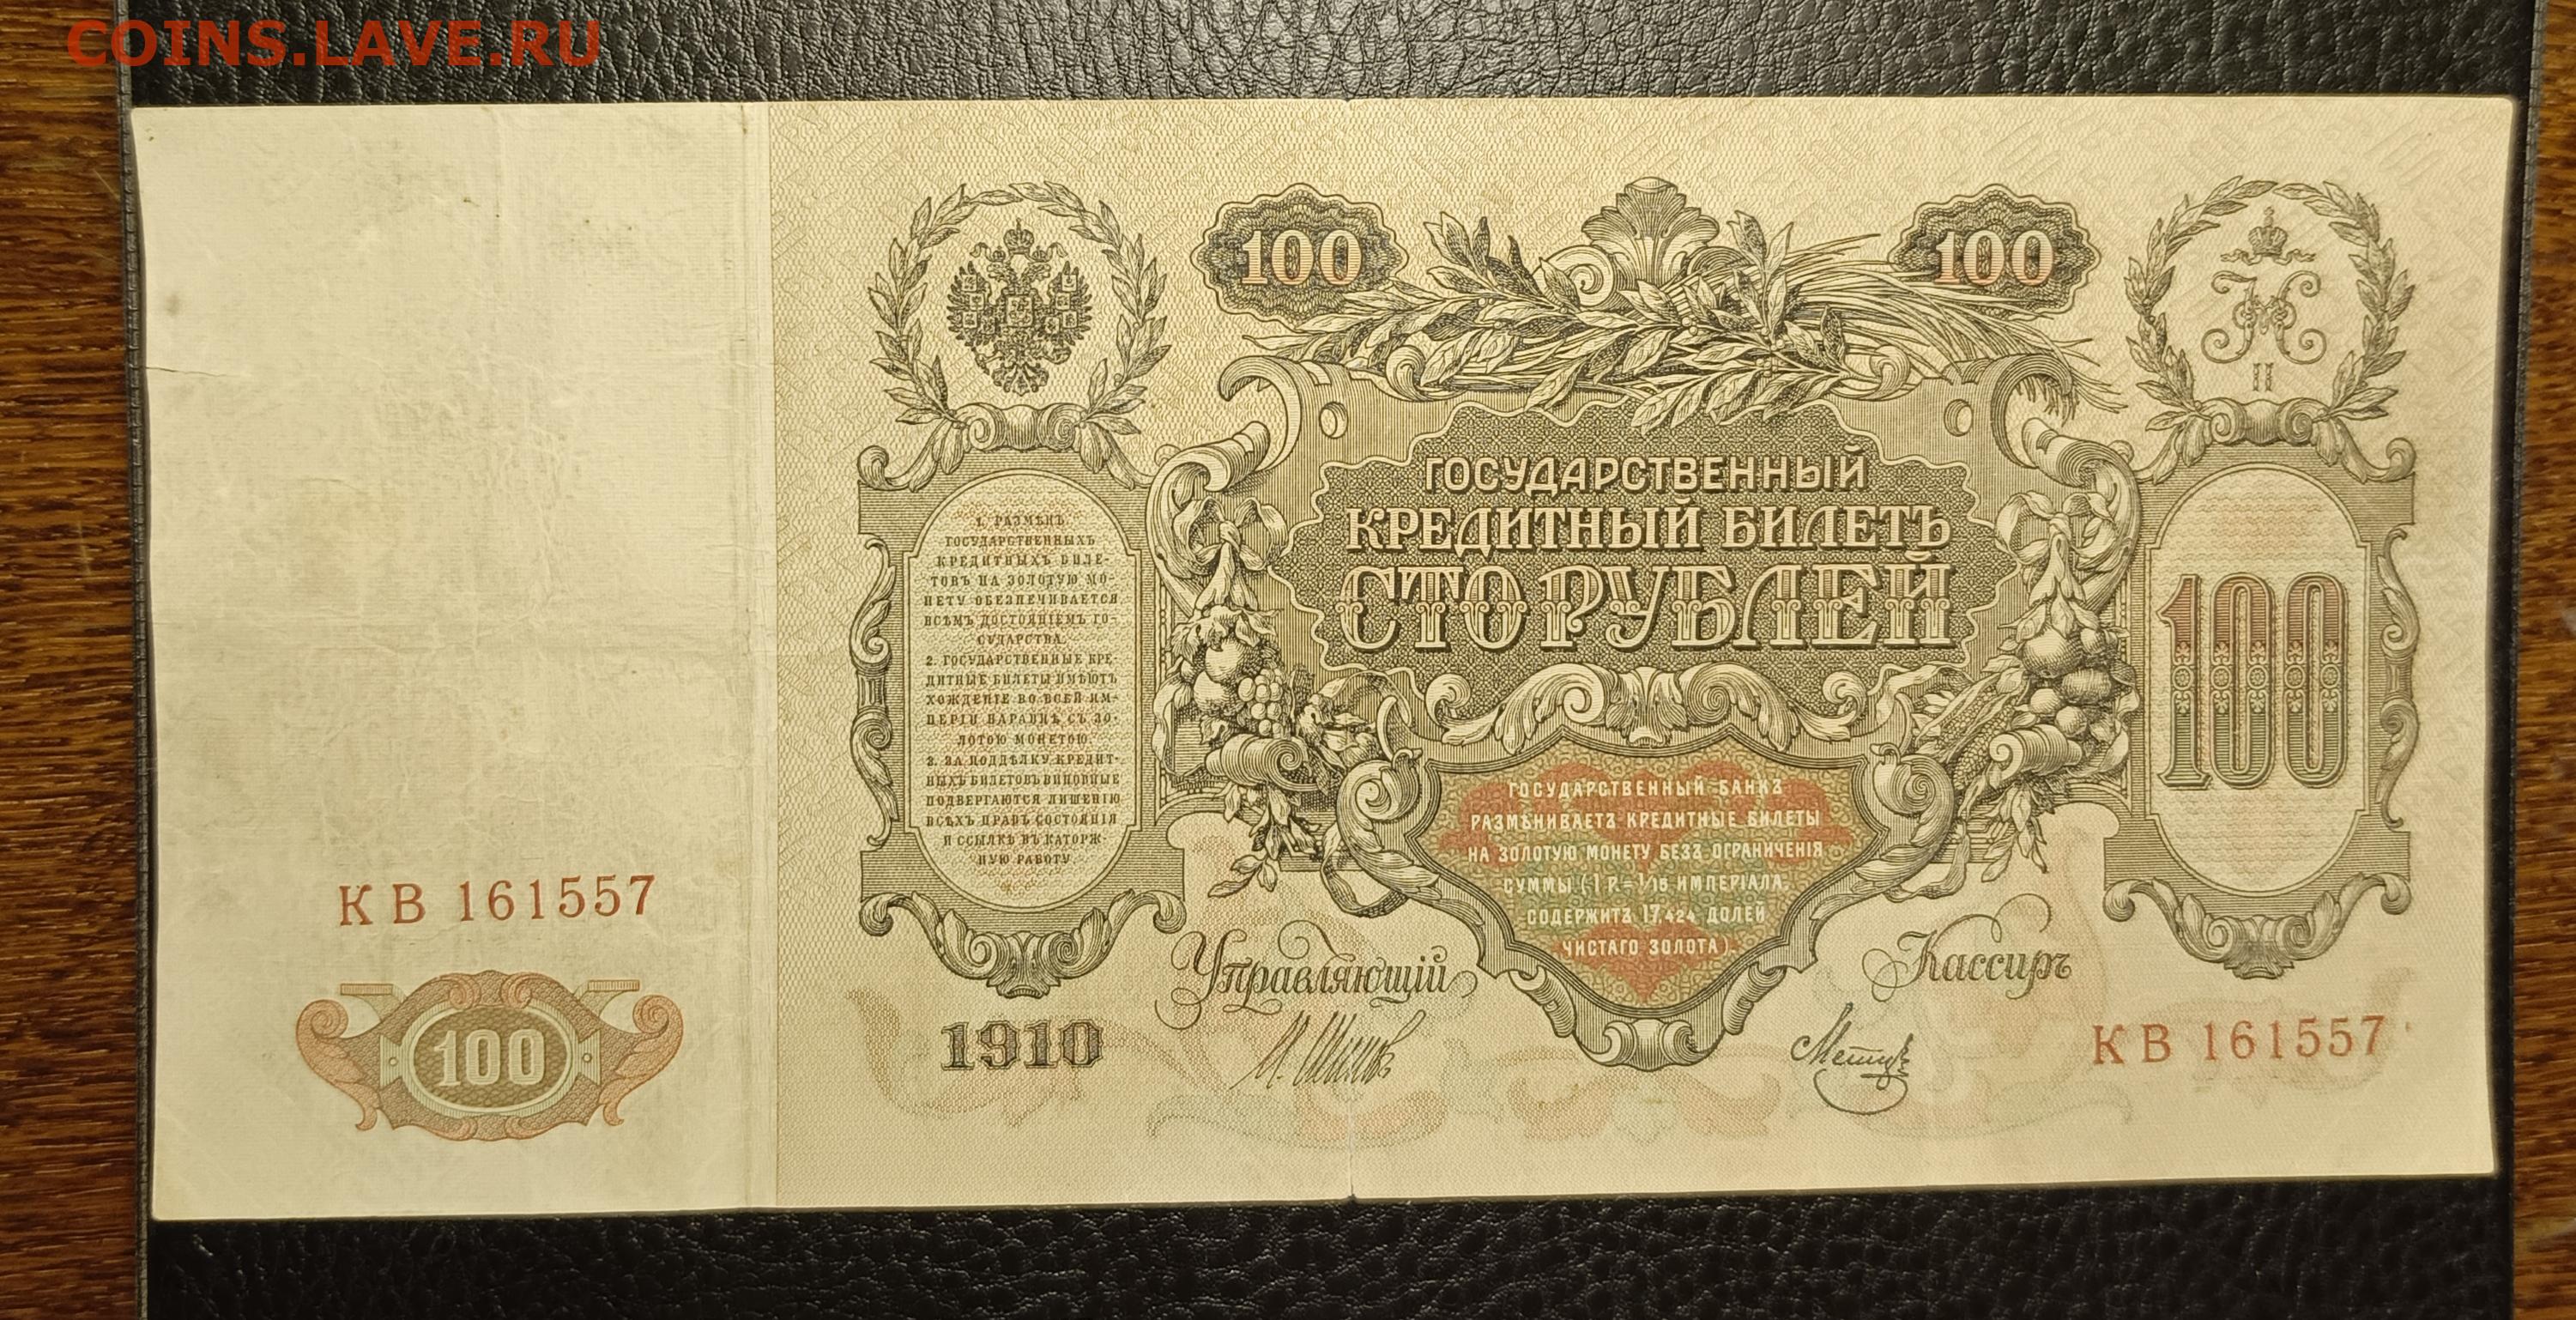 COINS.LAVE.RU
100
100
II
ГОСУДАРСТВЕННЫЙ
КРЕДИТНЫЙ БИЛЕТЪ
СТО РУБЛЕЙ
1. РАЗМѢНЪ
ГОСУДАРСТВЕННЫХЪ
КРЕДИТНЫХЪ БИЛЕ-
ТОВЪ НА ЗОЛОТУЮ МО-
НЕТУ ОБЕЗПЕЧИВАЕТСЯ
ВСѢМЪ ДОСТОЯНІЕМЪ ГО-
СУДАРСТВА.
2. ГОСУДАРСТВЕННЫЕ КРЕ-
ДИТНЫЕ БИЛЕТЫ ИМѢЮТЪ
ХОЖДЕНІЕ ВО ВСЕЙ ИМ-
ПЕРІИ НАРАВНѢ СЪ ЗО-
ЛОТОЮ МОНЕТОЮ.
3. ЗА ПОДДѢЛКУ КРЕДИТ-
НЫХЪ БИЛЕТОВЪ ВИНОВНЫЕ
ПОДВЕРГАЮТСЯ ЛИШЕНІЮ
ВСѢХЪ ПРАВЪ СОСТОЯНІЯ
И ССЫЛКѢ ВЪ КАТОРЖ-
НУЮ РАБОТУ.
100
ГОСУДАРСТВЕННЫЙ БАНКЪ
РАЗМѢНИВАЕТЪ КРЕДИТНЫЕ БИЛЕТЫ
НА ЗОЛОТУЮ МОНЕТУ БЕЗЪ ОГРАНИЧЕНІЯ
СУММЫ (1 Р. = 1/15 ИМПЕРІАЛА,
СОДЕРЖИТЪ 17,424 ДОЛЕЙ
ЧИСТАГО ЗОЛОТА).
КВ 161557
Управляющій
Кассиръ
1910
И. Шиповъ
КВ 161557
100